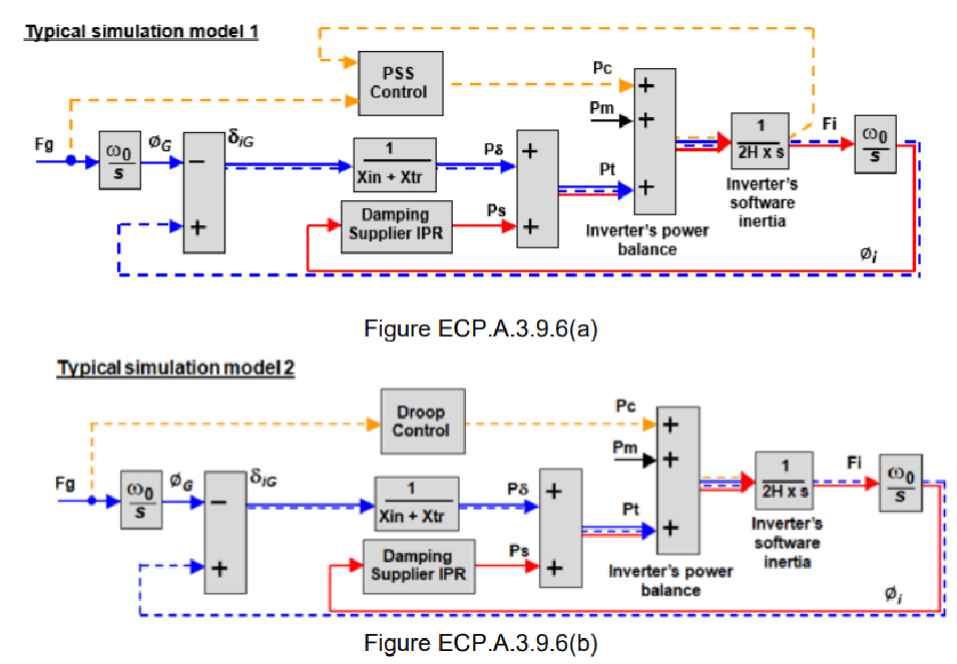 Typical simulation model 1
PSS
Control
Pc
+
Pm
+
Fg
ω0
s
ØG
−
δiG
1
Xin + Xtr
Pδ
+
Pt
+
1
2H x s
Fi
ω0
s
+
Damping
Supplier IPR
Ps
+
Inverter's power
balance
Inverter's
software
inertia
Øi
Figure ECP.A.3.9.6(a)
Typical simulation model 2
Droop
Control
Pc
+
Pm
+
Fg
ω0
s
ØG
−
δiG
1
Xin + Xtr
Pδ
+
Pt
+
1
2H x s
Fi
ω0
s
+
Damping
Supplier IPR
Ps
+
Inverter's power
balance
Inverter's
software
inertia
Øi
Figure ECP.A.3.9.6(b)